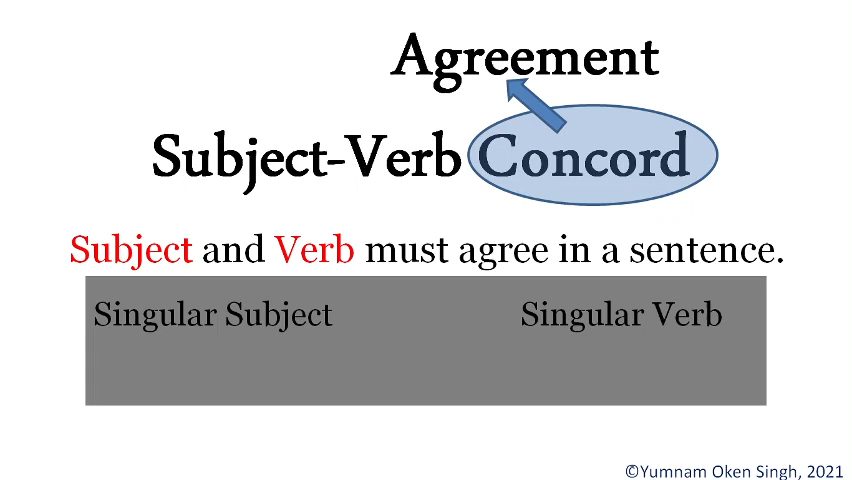 Agreement
Subject-Verb Concord
Subject and Verb must agree in a sentence.
Singular Subject Singular Verb
©Yumnam Oken Singh, 2021